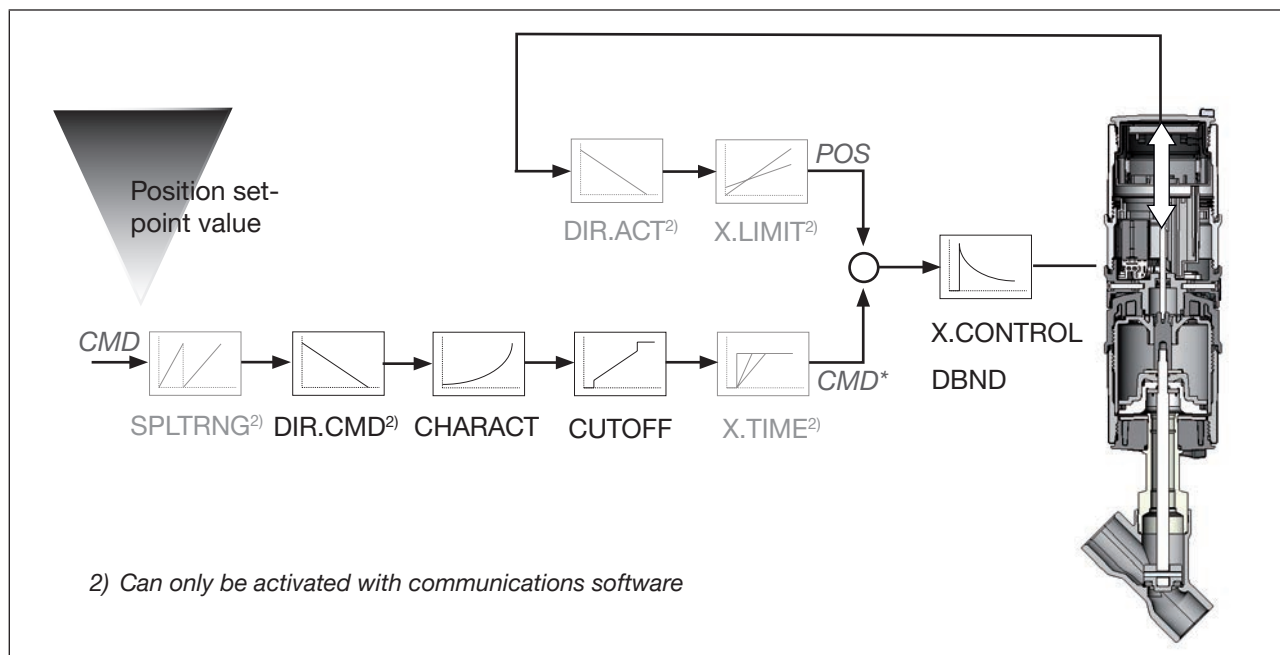 Position set-
point value
POS
DIR.ACT2)
X.LIMIT2)
CMD
CMD*
X.CONTROL
DBND
SPLTRNG2)
DIR.CMD2)
CHARACT
CUTOFF
X.TIME2)
2) Can only be activated with communications software